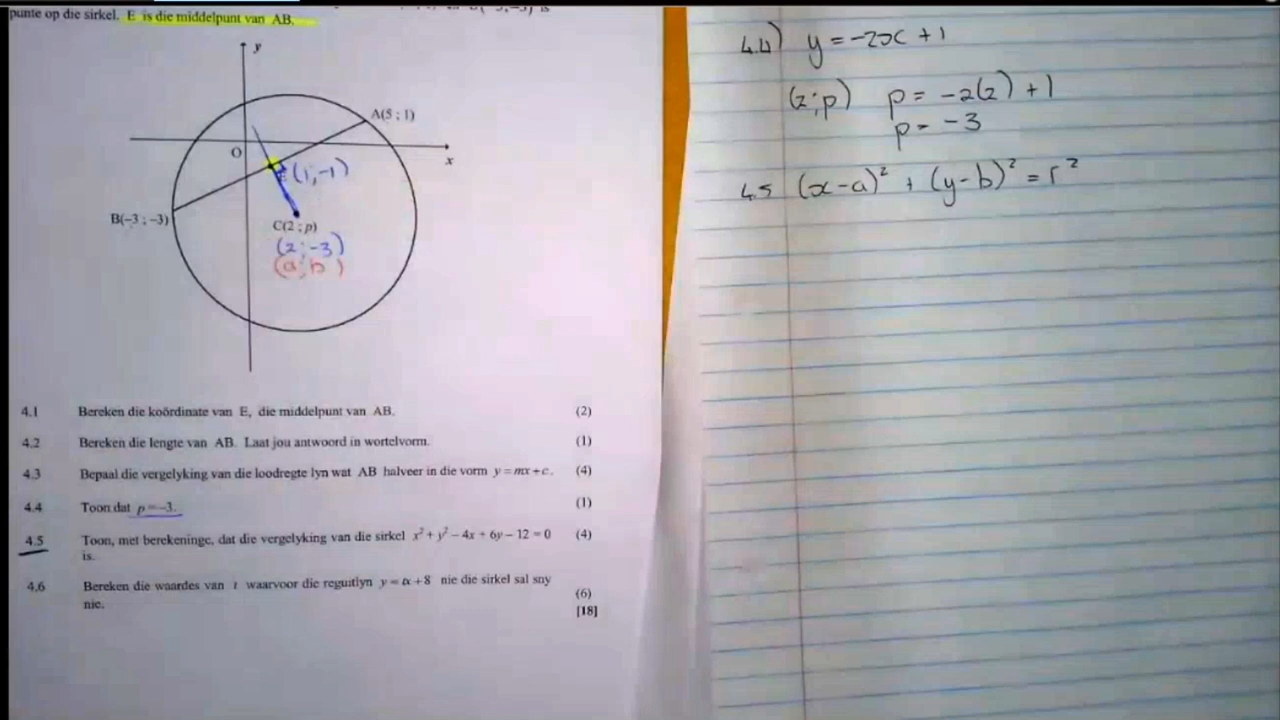 punte op die sirkel. E is die middelpunt van AB.
y
A(5 ; 1)
O
x
(1;-1)
B(-3 ; -3)
C(2 ; p)
(2;-3)
(a;b)
4.1 Bereken die koördinate van E, die middelpunt van AB. (2)
4.2 Bereken die lengte van AB. Laat jou antwoord in wortelvorm. (1)
4.3 Bepaal die vergelyking van die loodregte lyn wat AB halveer in die vorm y = mx + c. (4)
4.4 Toon dat p = -3. (1)
4.5 Toon, met berekeninge, dat die vergelyking van die sirkel x² + y² - 4x + 6y - 12 = 0 (4)
is.
4.6 Bereken die waardes van t waarvoor die reguitlyn y = tx + 8 nie die sirkel sal sny
nie. (6)
[18]
4.4) y = -2x + 1
(2;p) p = -2(2) + 1
p = -3
4.5 (x-a)² + (y-b)² = r²